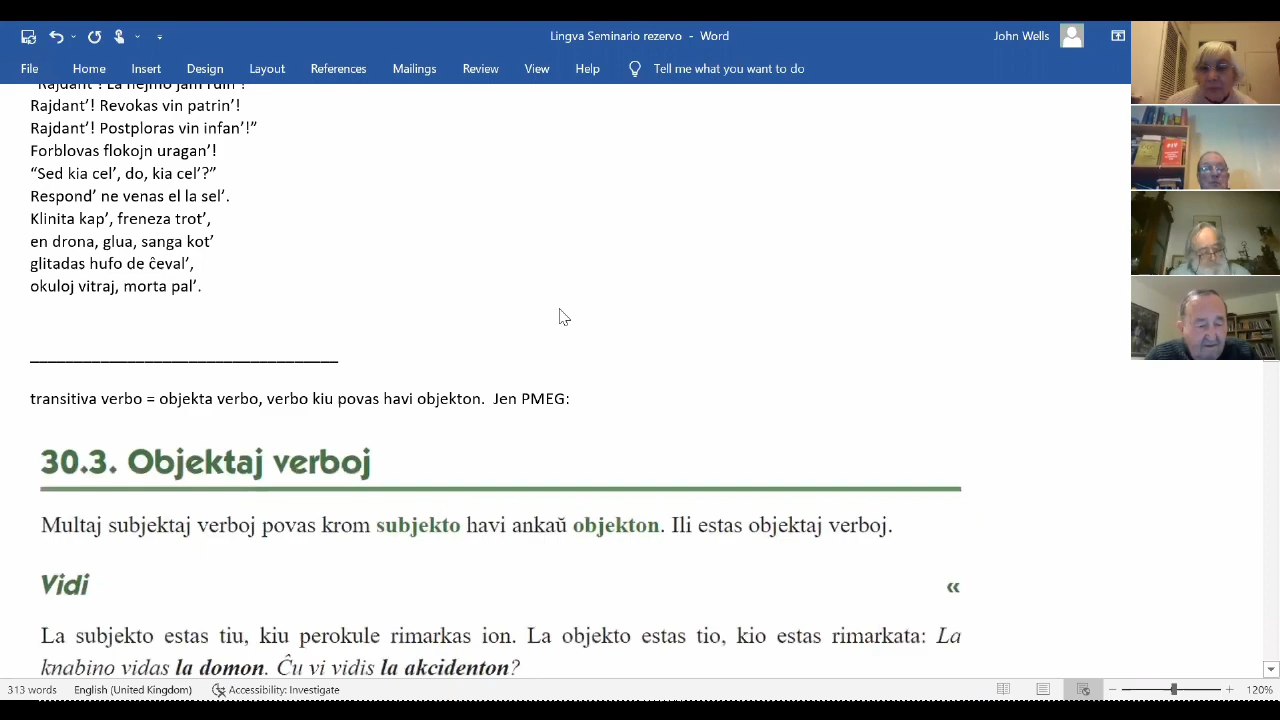 Lingva Seminario rezervo - Word
John Wells
File Home Insert Design Layout References Mailings Review View Help Tell me what you want to do
"Rajdant'! La hejmo jam ruin'!
Rajdant'! Revokas vin patrin'!
Rajdant'! Postploras vin infan'!”
Forblovas flokojn uragan'!
“Sed kia cel’, do, kia cel’?”
Respond’ ne venas el la sel’.
Klinita kap’, freneza trot’,
en drona, glua, sanga kot’
glitadas hufo de ĉeval’,
okuloj vitraj, morta pal’.
transitiva verbo = objekta verbo, verbo kiu povas havi objekton. Jen PMEG:
30.3. Objektaj verboj
Multaj subjektaj verboj povas krom subjekto havi ankaŭ objekton. Ili estas objektaj verboj.
Vidi «
La subjekto estas tiu, kiu perokule rimarkas ion. La objekto estas tio, kio estas rimarkata: La
knabino vidas la domon. Ĉu vi vidis la akcidenton?
313 words English (United Kingdom) Accessibility: Investigate 120%